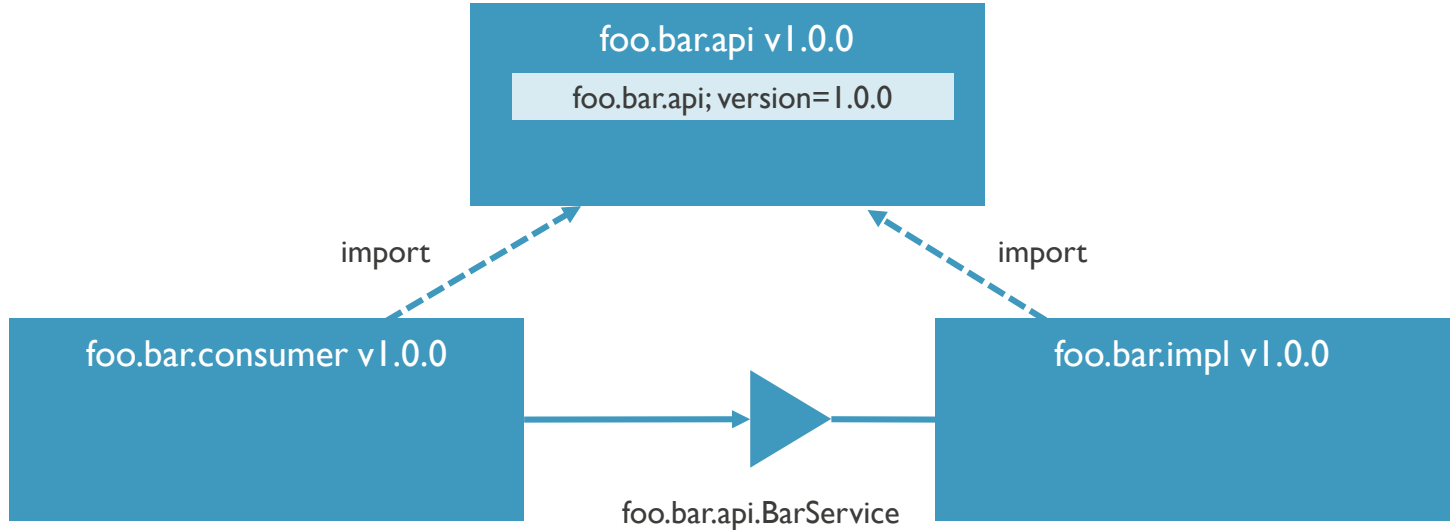 foo.bar.api v1.0.0
foo.bar.api; version=1.0.0
import
import
foo.bar.consumer v1.0.0
foo.bar.impl v1.0.0
foo.bar.api.BarService